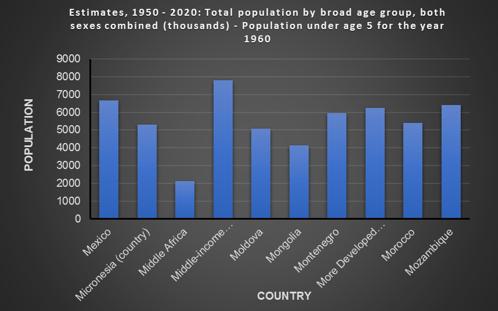 Estimates, 1950 - 2020: Total population by broad age group, both
sexes combined (thousands) - Population under age 5 for the year
1960
POPULATION
9000
8000
7000
6000
5000
4000
3000
2000
1000
0
Mexico
Micronesia (country)
Middle Africa
Middle-income...
Moldova
Mongolia
Montenegro
More Developed...
Morocco
Mozambique
COUNTRY